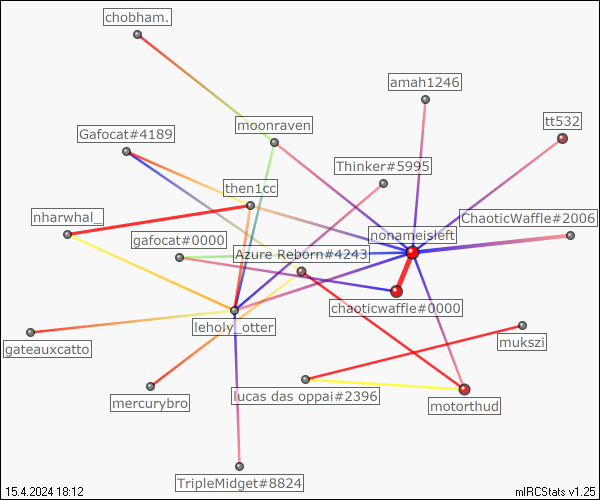 chobham.
amah1246
tt532
moonraven
Gafocat#4189
Thinker#5995
then1cc
nharwhal_
ChaoticWaffle#2006
gafocat#0000
nonameisleft
Azure Reborn#4243
chaoticwaffle#0000
leholy_otter
mukszi
gateauxcatto
lucas das oppai#2396
mercurybro
motorthud
TripleMidget#8824
15.4.2024 18:12
mIRCStats v1.25